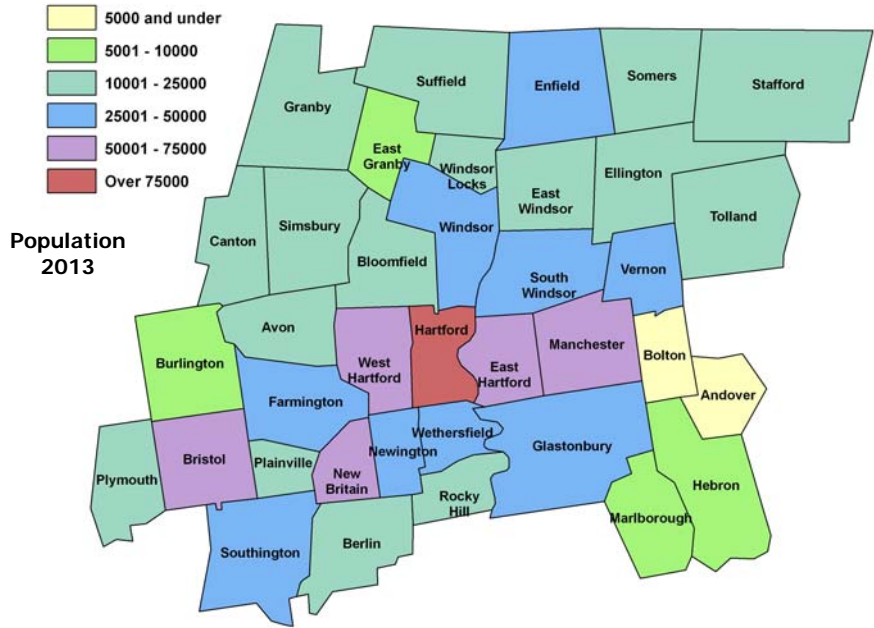 5000 and under
5001 - 10000
10001 - 25000
25001 - 50000
50001 - 75000
Over 75000
Population
2013
Granby
Suffield
Enfield
Somers
Stafford
East
Granby
Windsor
Locks
East
Windsor
Ellington
Tolland
Canton
Simsbury
Bloomfield
Windsor
South
Windsor
Vernon
Burlington
Avon
West
Hartford
Hartford
East
Hartford
Manchester
Bolton
Andover
Farmington
Plymouth
Bristol
Plainville
New
Britain
Newington
Wethersfield
Glastonbury
Hebron
Rocky
Hill
Marlborough
Southington
Berlin